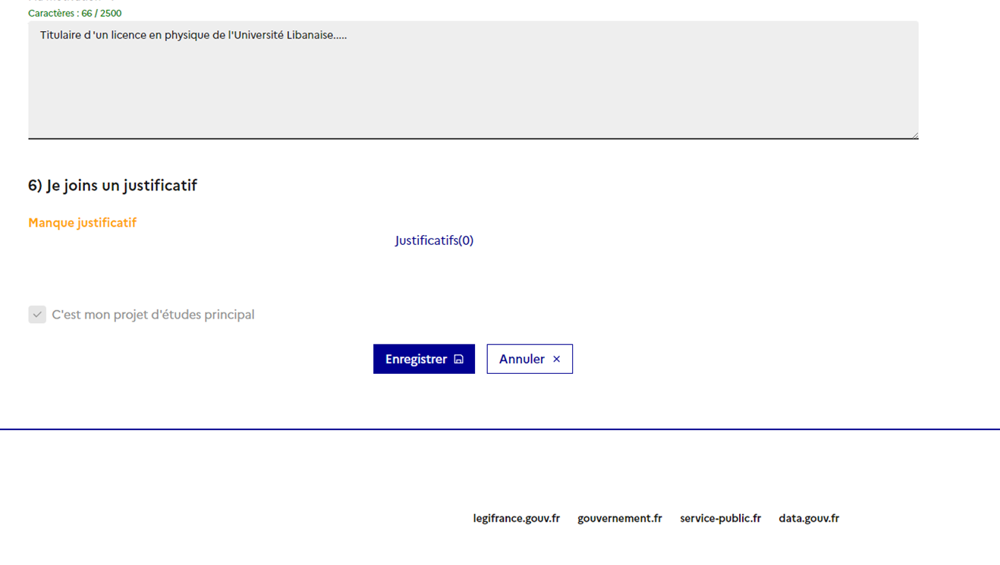 Caractères : 66 / 2500
Titulaire d'un licence en physique de l'Université Libanaise.....
6) Je joins un justificatif
Manque justificatif
Justificatifs(0)
C'est mon projet d'études principal
Enregistrer
Annuler
legifrance.gouv.fr gouvernement.fr service-public.fr data.gouv.fr